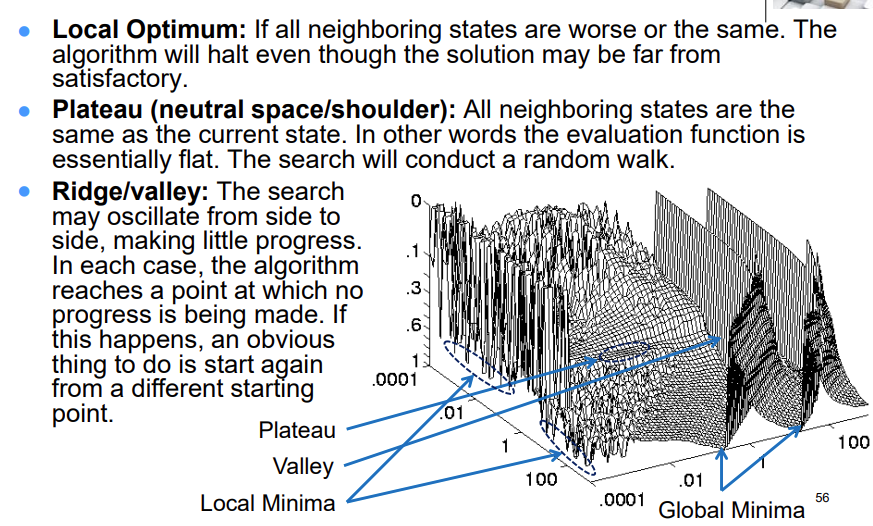 Local Optimum: If all neighboring states are worse or the same. The
algorithm will halt even though the solution may be far from
satisfactory.
Plateau (neutral space/shoulder): All neighboring states are the
same as the current state. In other words the evaluation function is
essentially flat. The search will conduct a random walk.
Ridge/valley: The search
may oscillate from side to
side, making little progress.
In each case, the algorithm
reaches a point at which no
progress is being made. If
this happens, an obvious
thing to do is start again
from a different starting
point.
0
.1
.3
.6
1
.0001
.01
1
100
.0001
.01
1
100
Plateau
Valley
Local Minima
Global Minima
56